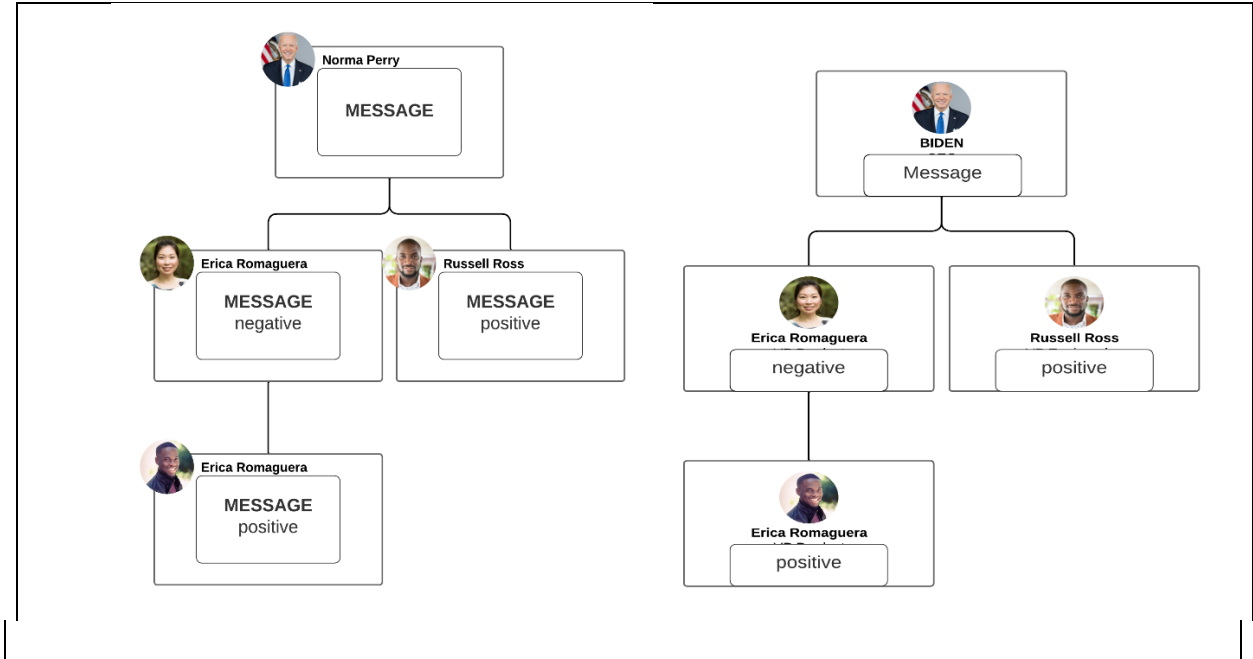 Norma Perry
MESSAGE
Erica Romaguera
MESSAGE
negative
Russell Ross
MESSAGE
positive
Erica Romaguera
MESSAGE
positive
BIDEN
Message
Erica Romaguera
negative
Russell Ross
positive
Erica Romaguera
positive